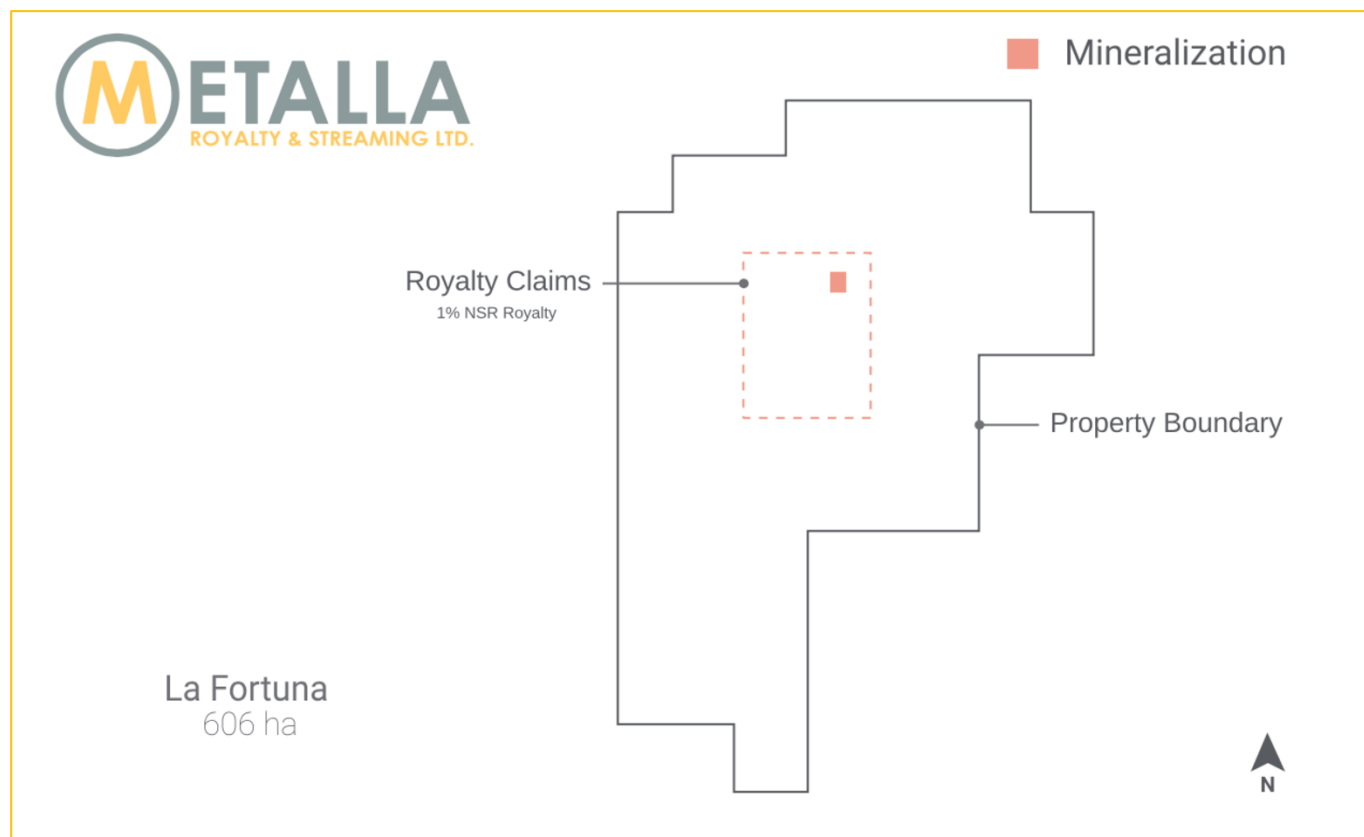 METALLA
ROYALTY & STREAMING LTD.
Mineralization
Royalty Claims
1% NSR Royalty
Property Boundary
La Fortuna
606 ha
N